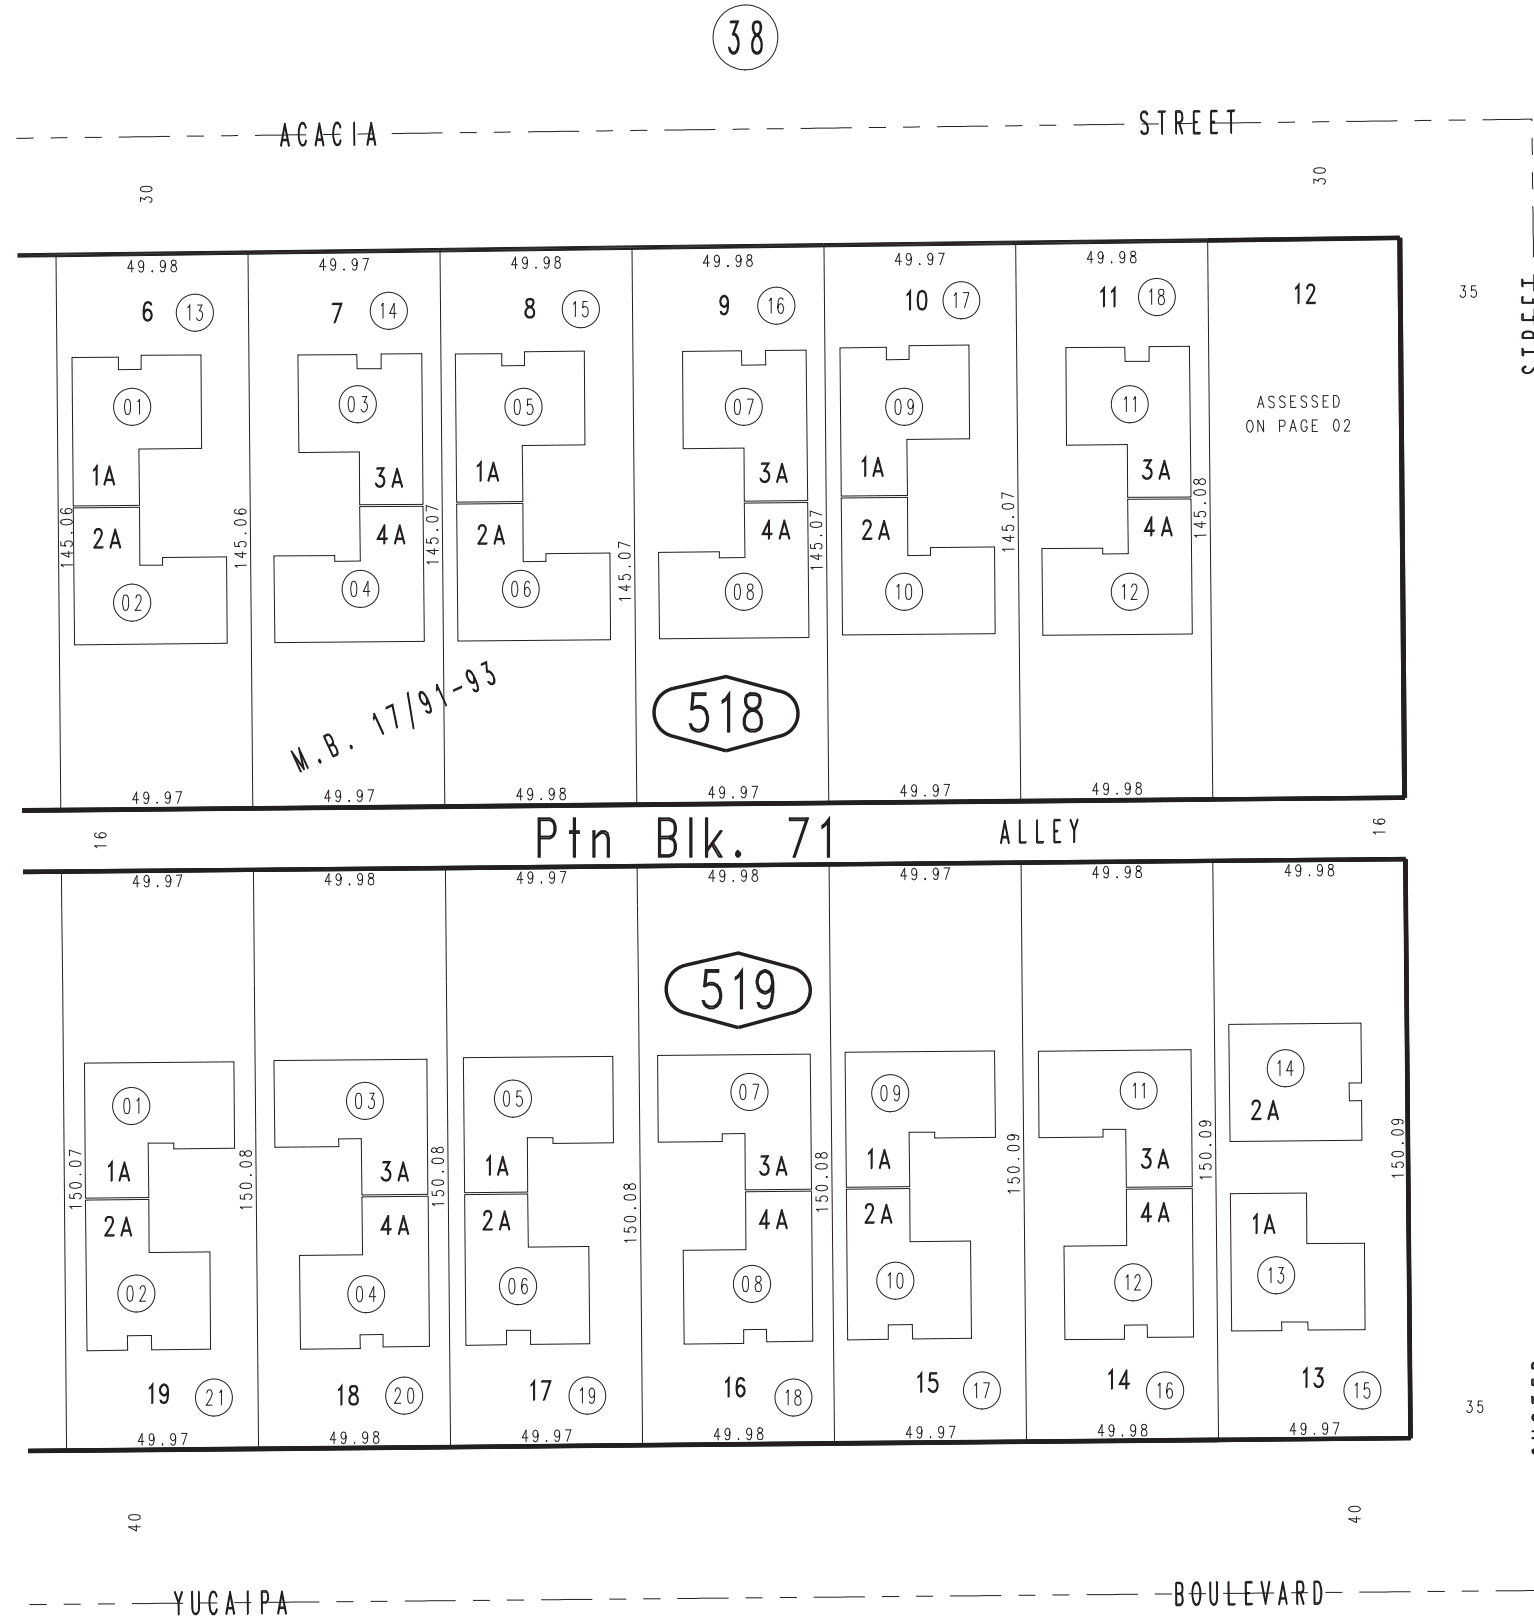 38
ACACIA STREET
30 30
49.98 49.97 49.98 49.98 49.97 49.98
6 13 7 14 8 15 9 16 10 17 11 18 12
35
STREET
01 03 05 07 09 11
ASSESSED
ON PAGE 02
1A 3A 1A 3A 1A 3A
145.06 145.06 145.07 145.07 145.07 145.07 145.08
2A 4A 2A 4A 2A 4A
02 04 06 08 10 12
M.B. 17/91-93
518
49.97 49.97 49.98 49.97 49.97 49.98
16 Ptn Blk. 71 ALLEY 16
49.97 49.98 49.97 49.98 49.97 49.98 49.98
519
14
2A
01 03 05 07 09 11
1A 3A 1A 3A 1A 3A
150.07 150.08 150.08 150.08 150.08 150.09 150.09 150.09
2A 4A 2A 4A 2A 4A 1A
02 04 06 08 10 12 13
19 21 18 20 17 19 16 18 15 17 14 16 13 15
35
49.97 49.98 49.97 49.98 49.97 49.98 49.97
40 40
YUCAIPA BOULEVARD